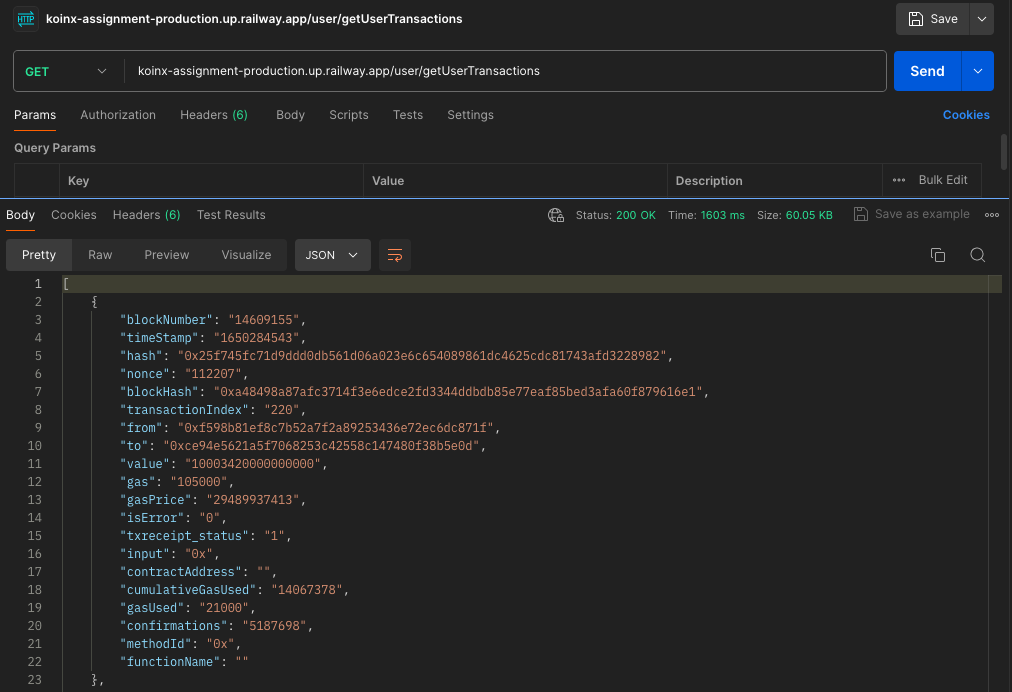 HTTP koinx-assignment-production.up.railway.app/user/getUserTransactions Save
GET koinx-assignment-production.up.railway.app/user/getUserTransactions Send
Params Authorization Headers (6) Body Scripts Tests Settings Cookies
Query Params
Key Value Description Bulk Edit
Body Cookies Headers (6) Test Results Status: 200 OK Time: 1603 ms Size: 60.05 KB Save as example
Pretty Raw Preview Visualize JSON
1 [
2 {
3 "blockNumber": "14609155",
4 "timeStamp": "1650284543",
5 "hash": "0x25f745fc71d9ddd0db561d06a023e6c654089861dc4625cdc81743afd3228982",
6 "nonce": "112207",
7 "blockHash": "0xa48498a87afc3714f3e6edce2fd3344ddbdb85e77eaf85bed3afa60f879616e1",
8 "transactionIndex": "220",
9 "from": "0xf598b81ef8c7b52a7f2a89253436e72ec6dc871f",
10 "to": "0xce94e5621a5f7068253c42558c147480f38b5e0d",
11 "value": "10003420000000000",
12 "gas": "105000",
13 "gasPrice": "29489937413",
14 "isError": "0",
15 "txreceipt_status": "1",
16 "input": "0x",
17 "contractAddress": "",
18 "cumulativeGasUsed": "14067378",
19 "gasUsed": "21000",
20 "confirmations": "5187698",
21 "methodId": "0x",
22 "functionName": ""
23 },